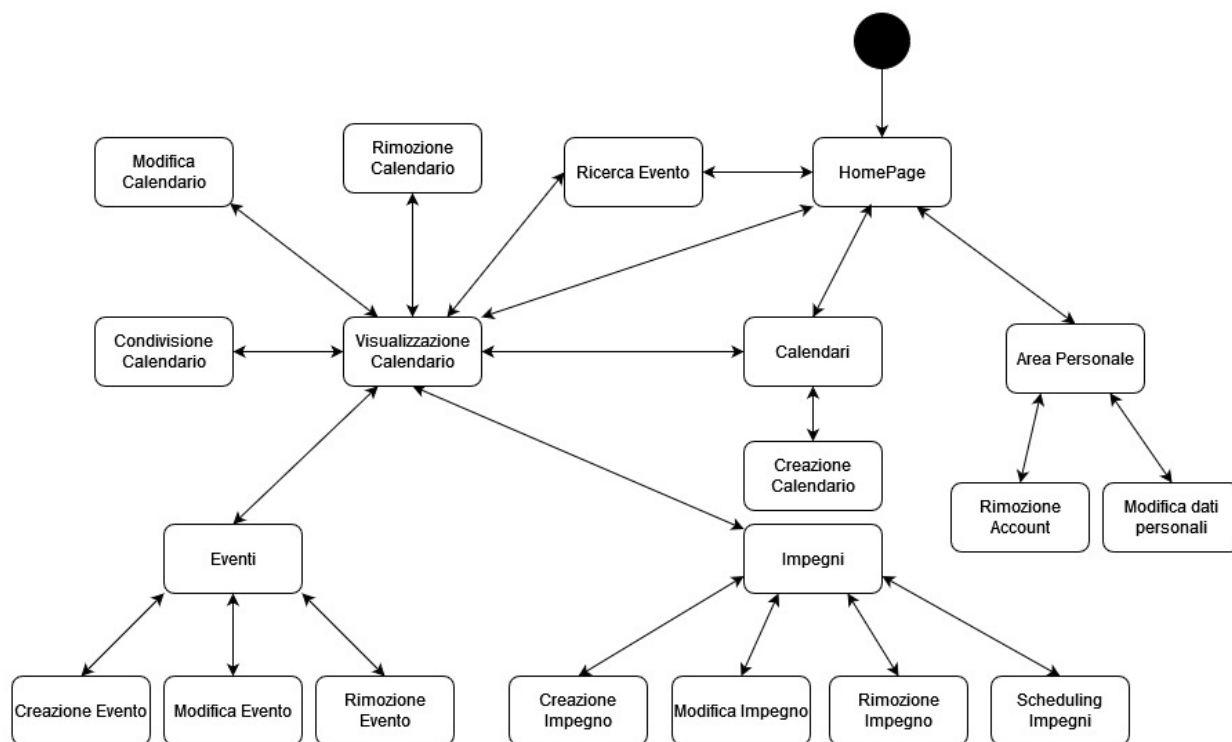 Modifica
Calendario
Rimozione
Calendario
Ricerca Evento
HomePage
Condivisione
Calendario
Visualizzazione
Calendario
Calendari
Area Personale
Creazione
Calendario
Rimozione
Account
Modifica dati
personali
Eventi
Impegni
Creazione Evento
Modifica Evento
Rimozione
Evento
Creazione
Impegno
Modifica Impegno
Rimozione
Impegno
Scheduling
Impegni